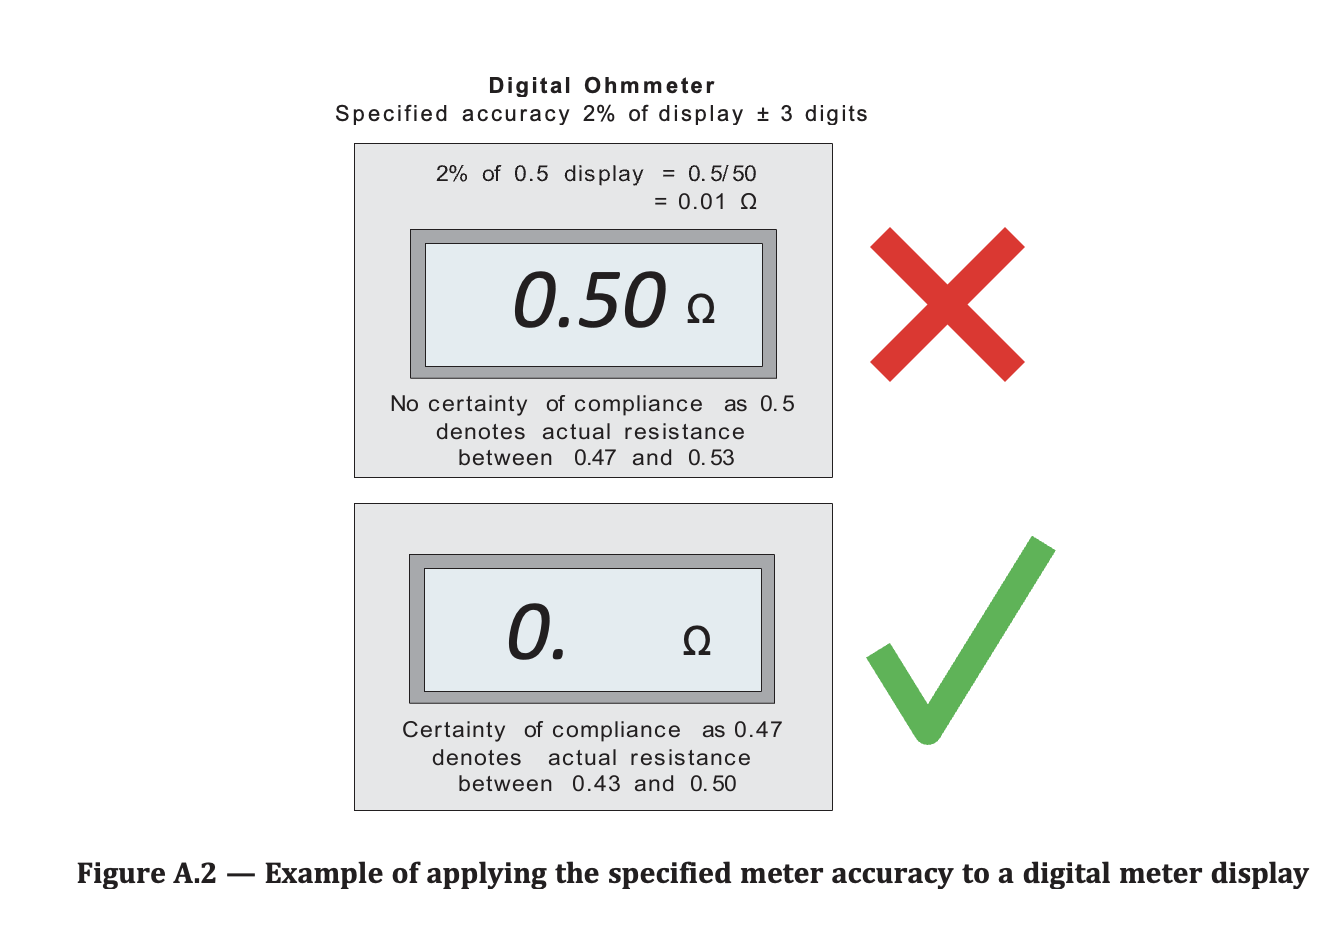 Digital Ohmmeter
Specified accuracy 2% of display ± 3 digits
2% of 0.5 display = 0.5/50
= 0.01 Ω
0.50 Ω
No certainty of compliance as 0.5
denotes actual resistance
between 0.47 and 0.53
0. Ω
Certainty of compliance as 0.47
denotes actual resistance
between 0.43 and 0.50
Figure A.2 — Example of applying the specified meter accuracy to a digital meter display